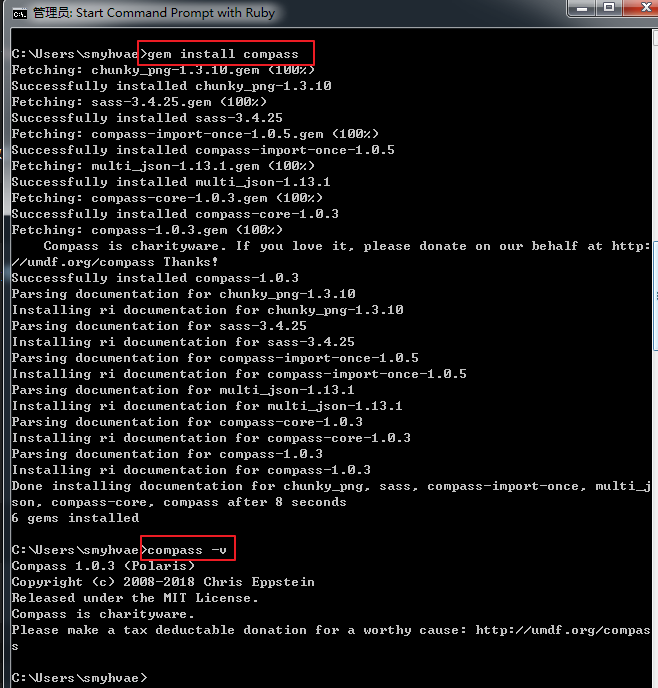 管理员: Start Command Prompt with Ruby
C:\Users\smyhvae>gem install compass
Fetching: chunky_png-1.3.10.gem (100%)
Successfully installed chunky_png-1.3.10
Fetching: sass-3.4.25.gem (100%)
Successfully installed sass-3.4.25
Fetching: compass-import-once-1.0.5.gem (100%)
Successfully installed compass-import-once-1.0.5
Fetching: multi_json-1.13.1.gem (100%)
Successfully installed multi_json-1.13.1
Fetching: compass-core-1.0.3.gem (100%)
Successfully installed compass-core-1.0.3
Fetching: compass-1.0.3.gem (100%)
    Compass is charityware. If you love it, please donate on our behalf at http:
//umdf.org/compass Thanks!
Successfully installed compass-1.0.3
Parsing documentation for chunky_png-1.3.10
Installing ri documentation for chunky_png-1.3.10
Parsing documentation for sass-3.4.25
Installing ri documentation for sass-3.4.25
Parsing documentation for compass-import-once-1.0.5
Installing ri documentation for compass-import-once-1.0.5
Parsing documentation for multi_json-1.13.1
Installing ri documentation for multi_json-1.13.1
Parsing documentation for compass-core-1.0.3
Installing ri documentation for compass-core-1.0.3
Parsing documentation for compass-1.0.3
Installing ri documentation for compass-1.0.3
Done installing documentation for chunky_png, sass, compass-import-once, multi_j
son, compass-core, compass after 8 seconds
6 gems installed
C:\Users\smyhvae>compass -v
Compass 1.0.3 (Polaris)
Copyright (c) 2008-2018 Chris Eppstein
Released under the MIT License.
Compass is charityware.
Please make a tax deductable donation for a worthy cause: http://umdf.org/compas
s
C:\Users\smyhvae>